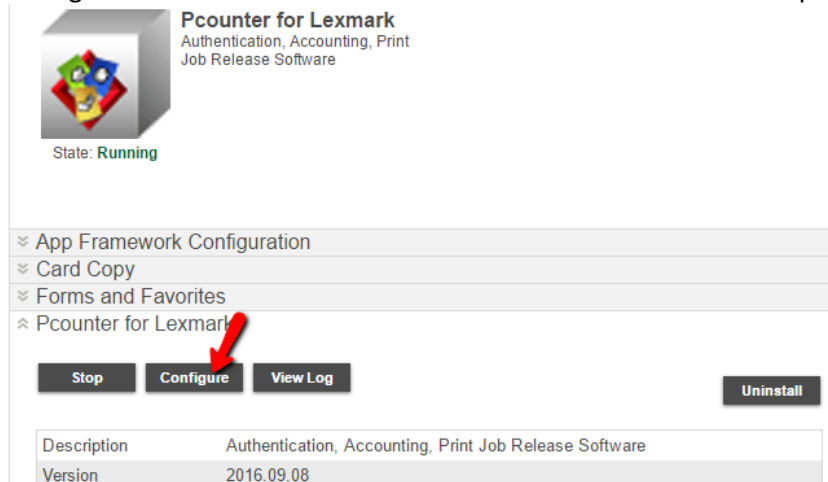 Pcounter for Lexmark
Authentication, Accounting, Print
Job Release Software
State: Running
App Framework Configuration
Card Copy
Forms and Favorites
Pcounter for Lexmark
Stop Configure View Log
Uninstall
Description Authentication, Accounting, Print Job Release Software
Version 2016.09.08